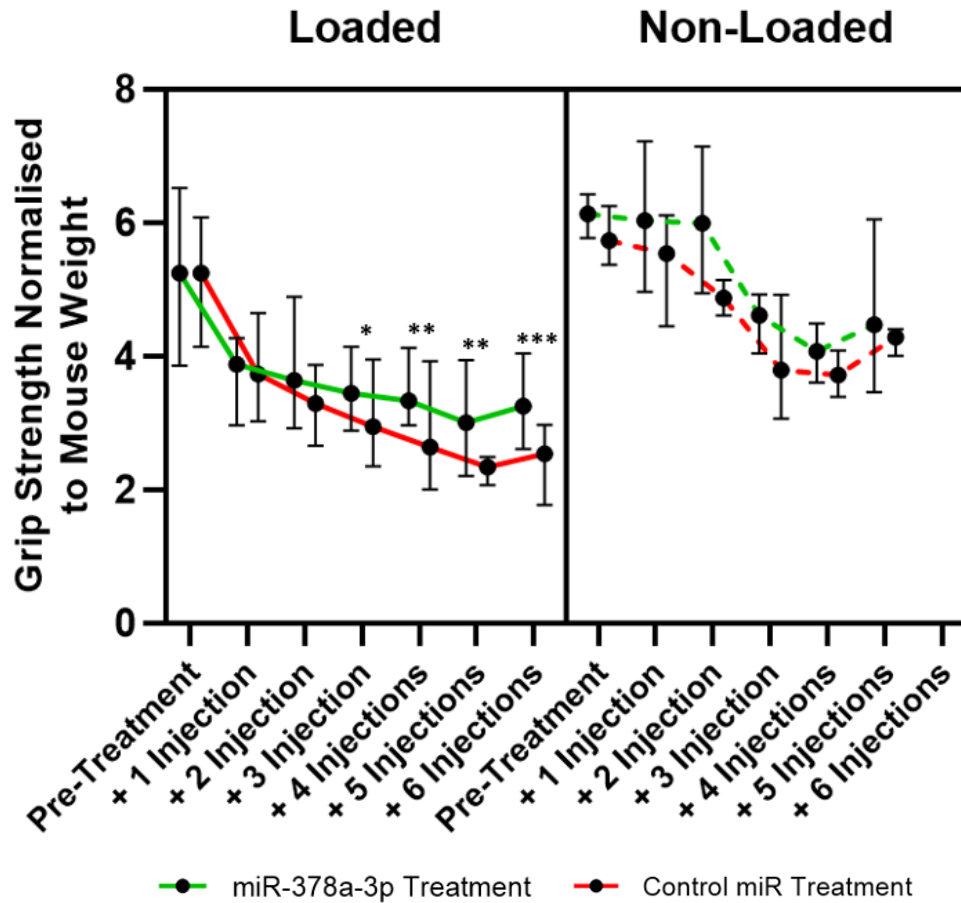 Loaded
Non-Loaded
Grip Strength Normalised
to Mouse Weight
8
6
4
2
0
*
**
**
***
Pre-Treatment
+ 1 Injection
+ 2 Injection
+ 3 Injection
+ 4 Injections
+ 5 Injections
+ 6 Injections
Pre-Treatment
+ 1 Injection
+ 2 Injection
+ 3 Injection
+ 4 Injections
+ 5 Injections
+ 6 Injections
miR-378a-3p Treatment
Control miR Treatment